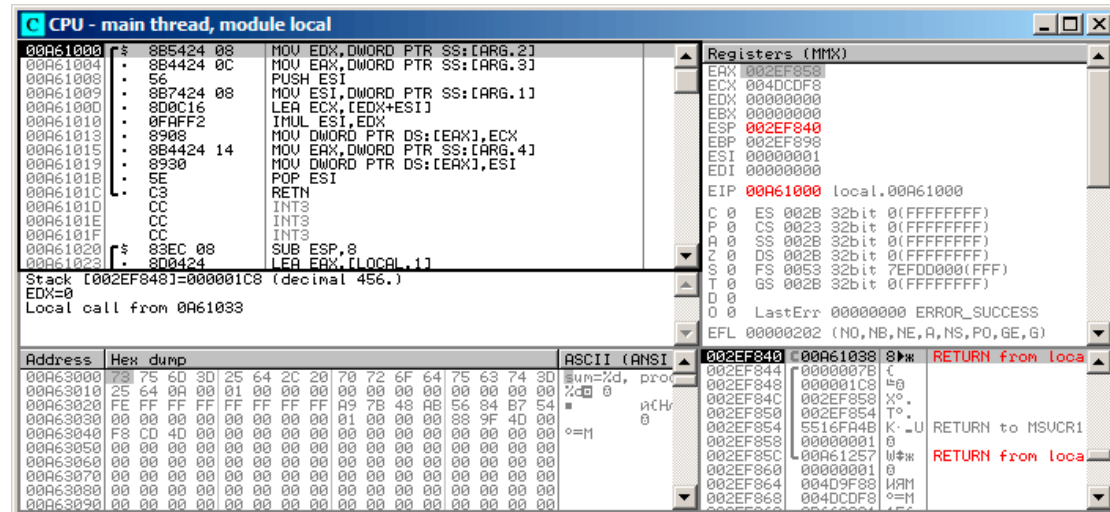 C CPU - main thread, module local
00A61000 $ 8B5424 08 MOV EDX,DWORD PTR SS:[ARG.2]
00A61004 . 8B4424 0C MOV EAX,DWORD PTR SS:[ARG.3]
00A61008 . 56 PUSH ESI
00A61009 . 8B7424 08 MOV ESI,DWORD PTR SS:[ARG.1]
00A6100D . 8D0C16 LEA ECX,[EDX+ESI]
00A61010 . 0FAFF2 IMUL ESI,EDX
00A61013 . 8908 MOV DWORD PTR DS:[EAX],ECX
00A61015 . 8B4424 14 MOV EAX,DWORD PTR SS:[ARG.4]
00A61019 . 8930 MOV DWORD PTR DS:[EAX],ESI
00A6101B . 5E POP ESI
00A6101C . C3 RETN
00A6101D CC INT3
00A6101E CC INT3
00A6101F CC INT3
00A61020 $ 83EC 08 SUB ESP,8
00A61023 . 8D0424 LEA EAX,[LOCAL.1]
Stack [002EF848]=000001C8 (decimal 456.)
EDX=0
Local call from 0A61033
Registers (MMX)
EAX 002EF858
ECX 004DCDF8
EDX 00000000
EBX 00000000
ESP 002EF840
EBP 002EF898
ESI 00000001
EDI 00000000
EIP 00A61000 local.00A61000
C 0 ES 002B 32bit 0(FFFFFFFF)
P 0 CS 0023 32bit 0(FFFFFFFF)
A 0 SS 002B 32bit 0(FFFFFFFF)
Z 0 DS 002B 32bit 0(FFFFFFFF)
S 0 FS 0053 32bit 7EFDD000(FFF)
T 0 GS 002B 32bit 0(FFFFFFFF)
D 0
O 0 LastErr 00000000 ERROR_SUCCESS
EFL 00000202 (NO,NB,NE,A,NS,PO,GE,G)
Address Hex dump ASCII (ANSI
00A63000 73 75 6D 3D 25 64 2C 20 70 72 6F 64 75 63 74 3D sum=%d, prod
00A63010 25 64 0A 00 01 00 00 00 00 00 00 00 00 00 00 00 %d
00A63020 FE FF FF FF FF FF FF FF A9 7B 48 AB 56 84 B7 54
00A63030 00 00 00 00 00 00 00 00 01 00 00 00 88 9F 4D 00
00A63040 F8 CD 4D 00 00 00 00 00 00 00 00 00 00 00 00 00 °=M
00A63050 00 00 00 00 00 00 00 00 00 00 00 00 00 00 00 00
00A63060 00 00 00 00 00 00 00 00 00 00 00 00 00 00 00 00
00A63070 00 00 00 00 00 00 00 00 00 00 00 00 00 00 00 00
00A63080 00 00 00 00 00 00 00 00 00 00 00 00 00 00 00 00
00A63090 00 00 00 00 00 00 00 00 00 00 00 00 00 00 00 00
002EF840 00A61038 8►ж RETURN from loca
002EF844 0000007B {
002EF848 000001C8
002EF84C 002EF858 X°.
002EF850 002EF854 T°.
002EF854 5516FA4B RETURN to MSVCR1
002EF858 00000001
002EF85C 00A61257 W‡ж RETURN from loca
002EF860 00000001
002EF864 004D9F88 ИЯM
002EF868 004DCDF8 °=M